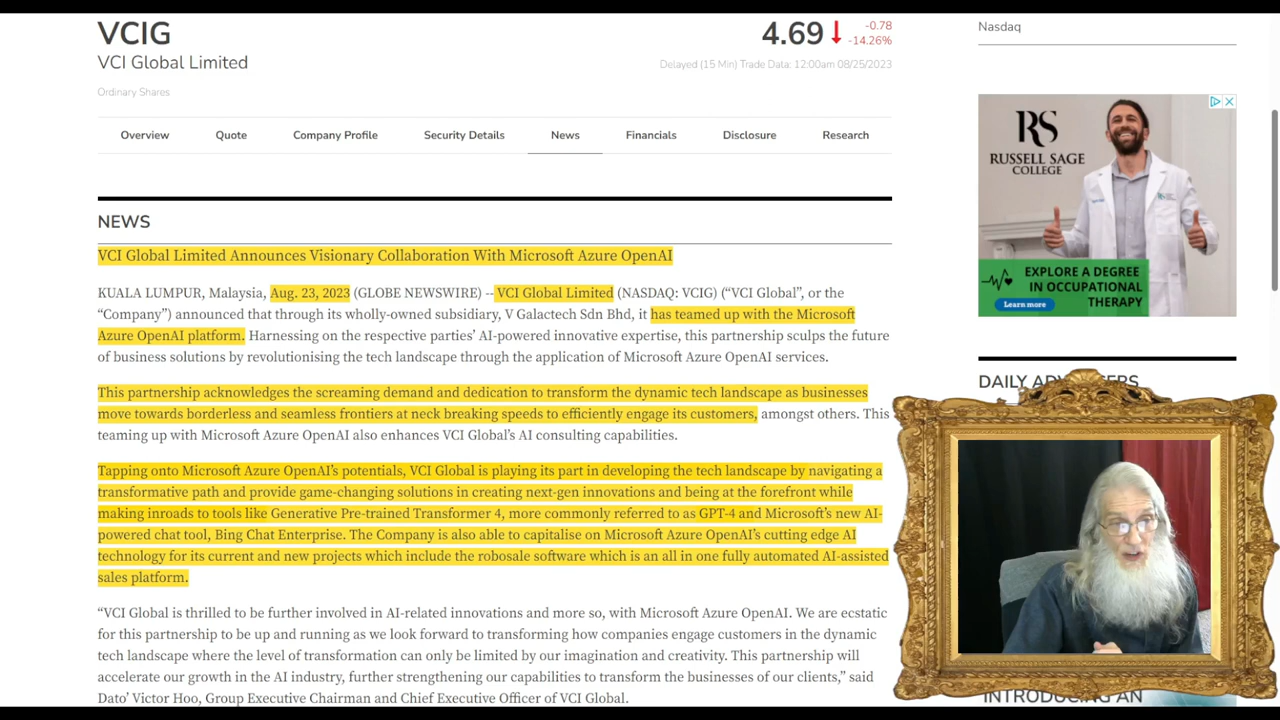 VCIG
VCI Global Limited
Ordinary Shares
4.69
-0.78
-14.26%
Delayed (15 Min) Trade Data: 12:00am 08/25/2023
Overview Quote Company Profile Security Details News Financials Disclosure Research
NEWS
VCI Global Limited Announces Visionary Collaboration With Microsoft Azure OpenAI
KUALA LUMPUR, Malaysia, Aug. 23, 2023 (GLOBE NEWSWIRE) -- VCI Global Limited (NASDAQ: VCIG) (“VCI Global”, or the
“Company”) announced that through its wholly-owned subsidiary, V Galactech Sdn Bhd, it has teamed up with the Microsoft
Azure OpenAI platform. Harnessing on the respective parties’ AI-powered innovative expertise, this partnership sculpts the future
of business solutions by revolutionising the tech landscape through the application of Microsoft Azure OpenAI services.
This partnership acknowledges the screaming demand and dedication to transform the dynamic tech landscape as businesses
move towards borderless and seamless frontiers at neck breaking speeds to efficiently engage its customers, amongst others. This
teaming up with Microsoft Azure OpenAI also enhances VCI Global’s AI consulting capabilities.
Tapping onto Microsoft Azure OpenAI’s potentials, VCI Global is playing its part in developing the tech landscape by navigating a
transformative path and provide game-changing solutions in creating next-gen innovations and being at the forefront while
making inroads to tools like Generative Pre-trained Transformer 4, more commonly referred to as GPT-4 and Microsoft’s new AI-
powered chat tool, Bing Chat Enterprise. The Company is also able to capitalise on Microsoft Azure OpenAI’s cutting edge AI
technology for its current and new projects which include the robosale software which is an all in one fully automated AI-assisted
sales platform.
“VCI Global is thrilled to be further involved in AI-related innovations and more so, with Microsoft Azure OpenAI. We are ecstatic
for this partnership to be up and running as we look forward to transforming how companies engage customers in the dynamic
tech landscape where the level of transformation can only be limited by our imagination and creativity. This partnership will
accelerate our growth in the AI industry, further strengthening our capabilities to transform the businesses of our clients,” said
Dato’ Victor Hoo, Group Executive Chairman and Chief Executive Officer of VCI Global.
Nasdaq
RS
RUSSELL SAGE
COLLEGE
EXPLORE A DEGREE
IN OCCUPATIONAL
THERAPY
Learn more
DAILY
INTRODUCING AN